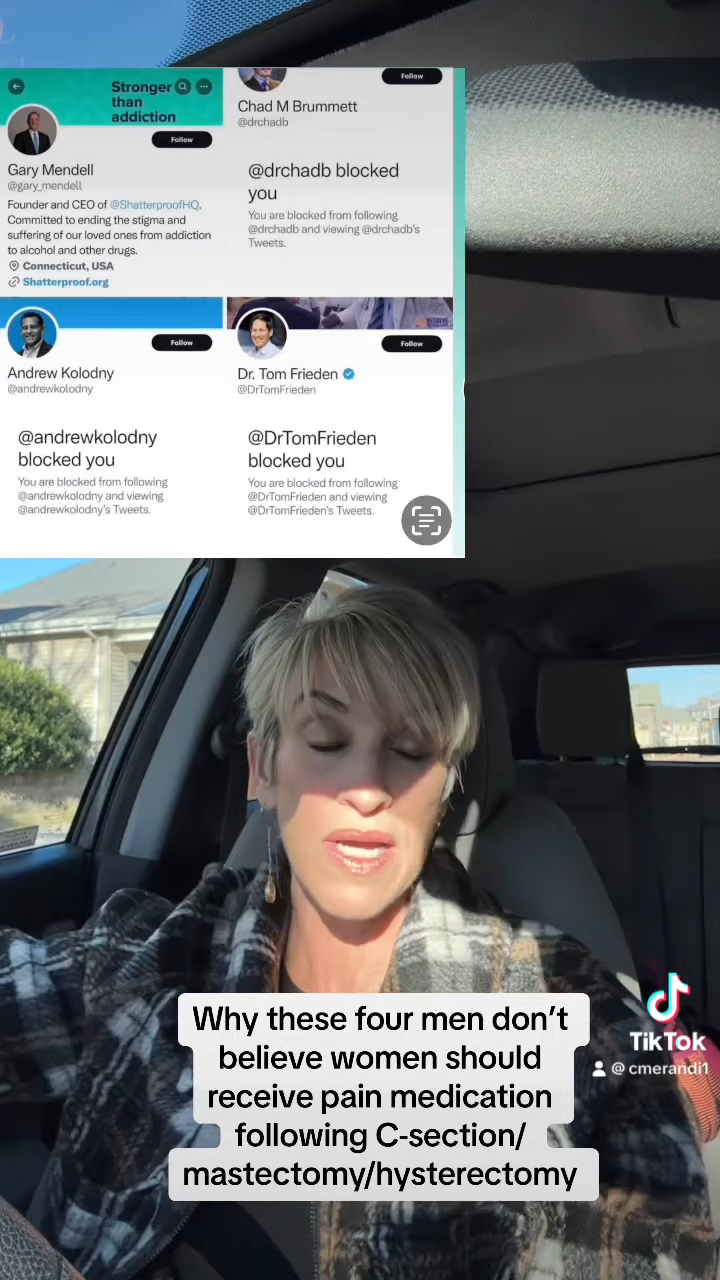 Stronger
than
addiction
Follow
Gary Mendell
@gary_mendell
Founder and CEO of @ShatterproofHQ.
Committed to ending the stigma and
suffering of our loved ones from addiction
to alcohol and other drugs.
Connecticut, USA
Shatterproof.org
Follow
Chad M Brummett
@drchadb
@drchadb blocked
you
You are blocked from following
@drchadb and viewing @drchadb's
Tweets.
Follow
Andrew Kolodny
@andrewkolodny
@andrewkolodny
blocked you
You are blocked from following
@andrewkolodny and viewing
@andrewkolodny's Tweets.
Follow
Dr. Tom Frieden
@DrTomFrieden
@DrTomFrieden
blocked you
You are blocked from following
@DrTomFrieden and viewing
@DrTomFrieden's Tweets.
Why these four men don't
believe women should
receive pain medication
following C-section/
mastectomy/hysterectomy
TikTok
@cmerandi1